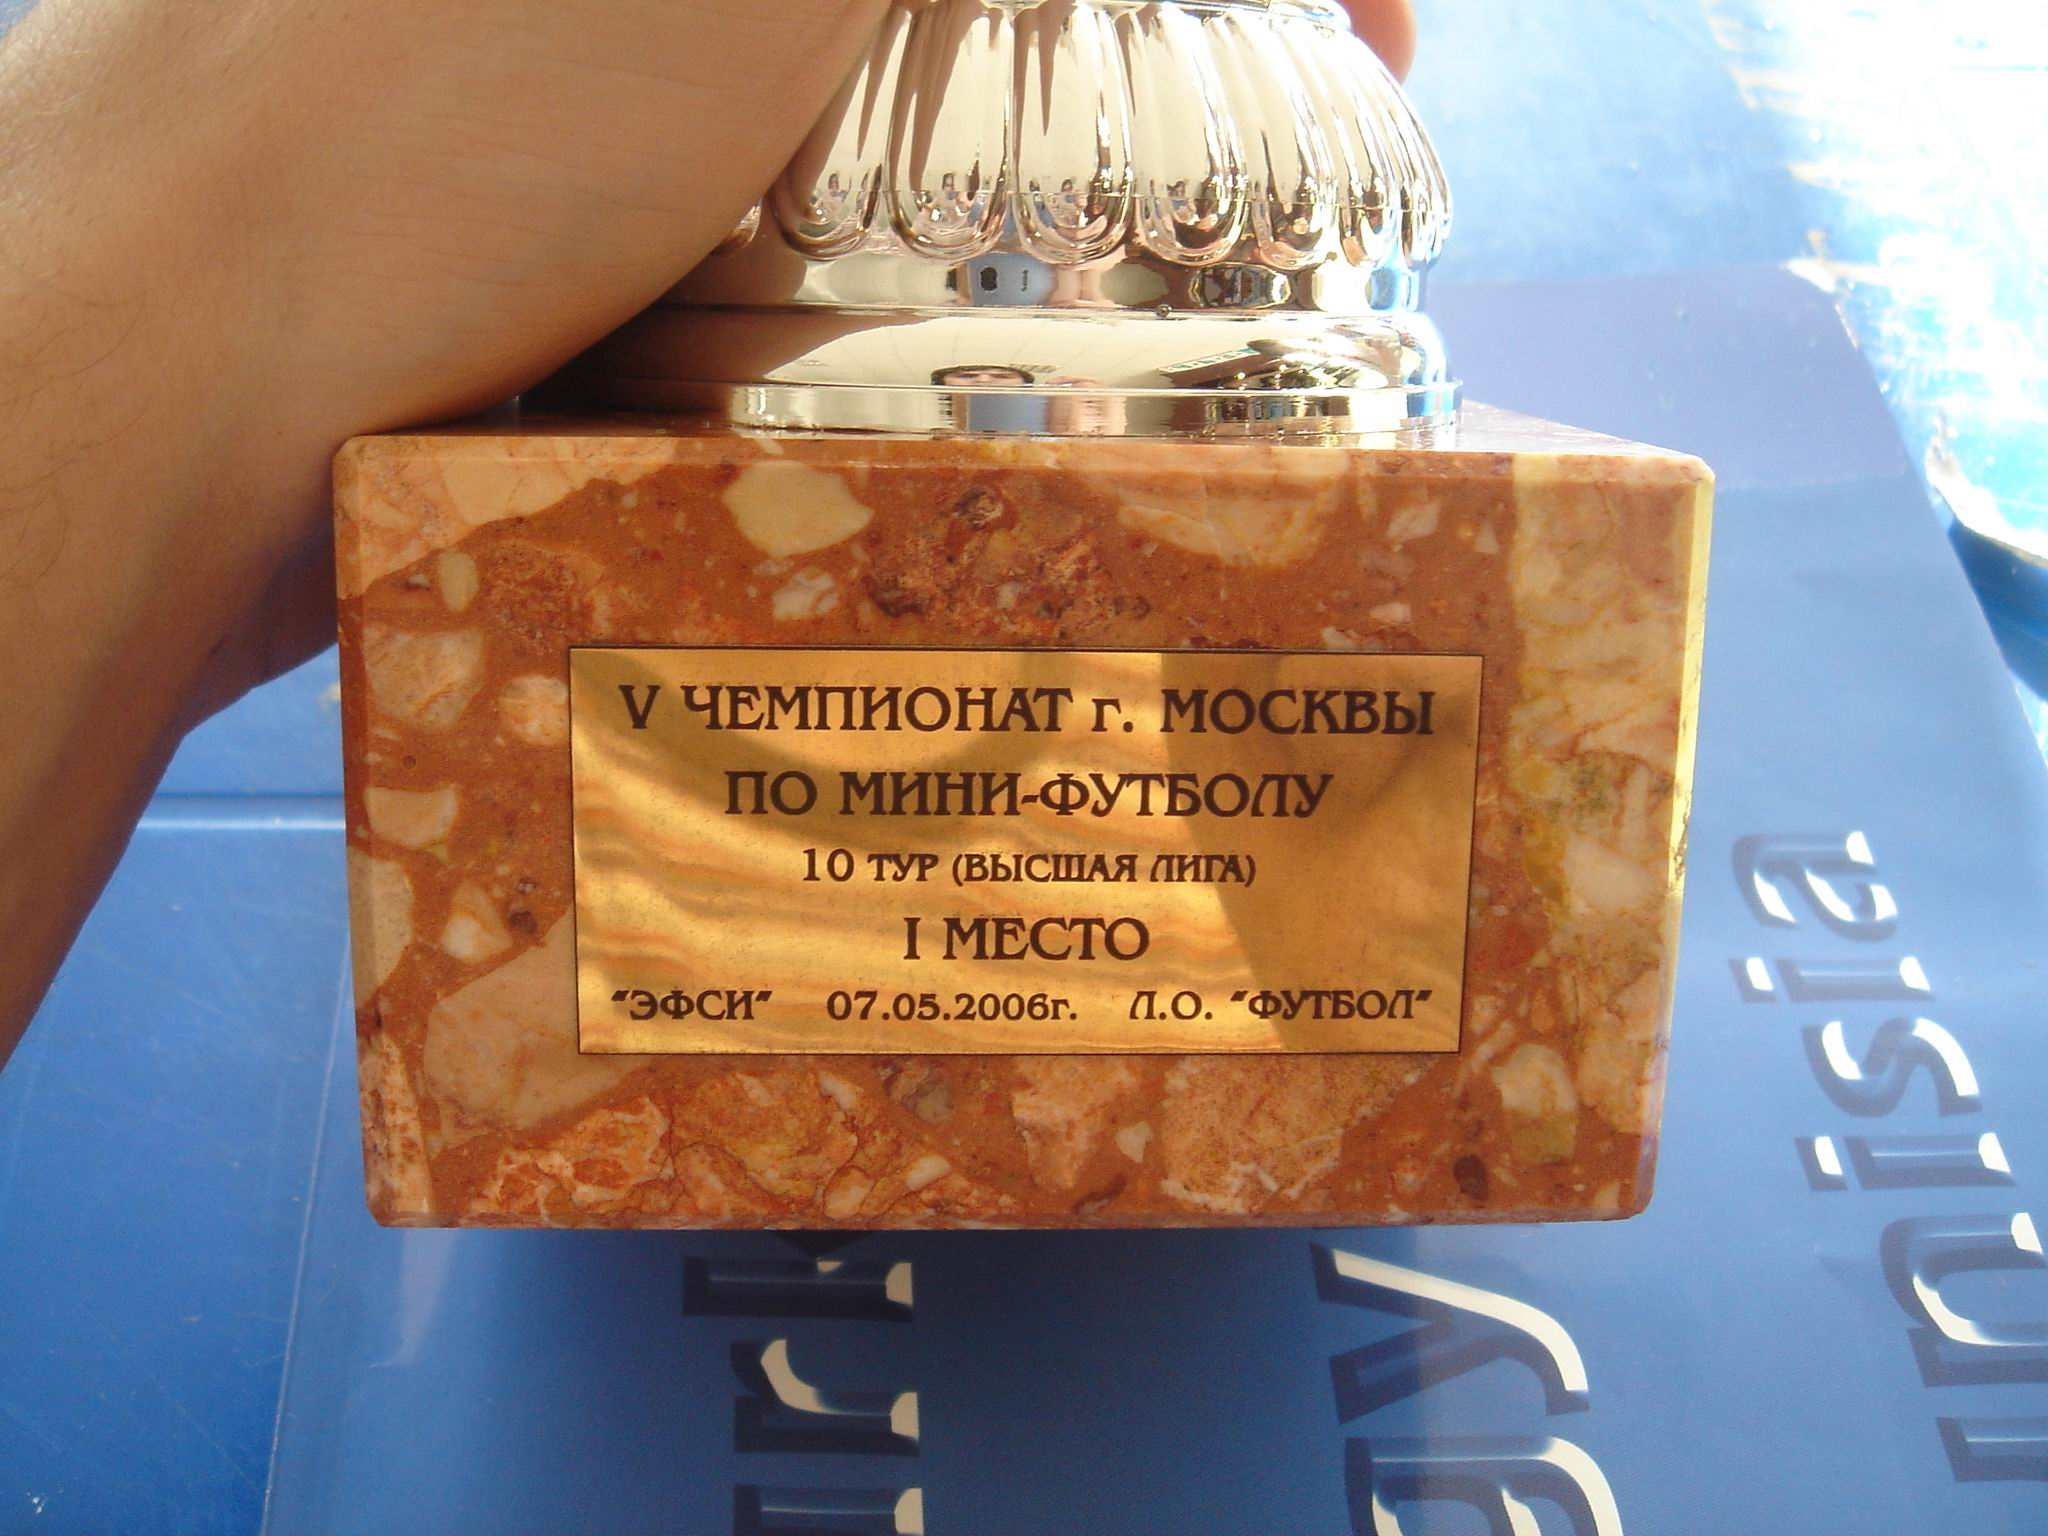 V ЧЕМПИОНАТ г. МОСКВЫ
ПО МИНИ-ФУТБОЛУ
10 ТУР (ВЫСШАЯ ЛИГА)
I МЕСТО
"ЭФСИ" 07.05.2006г. Л.О. "ФУТБОЛ"